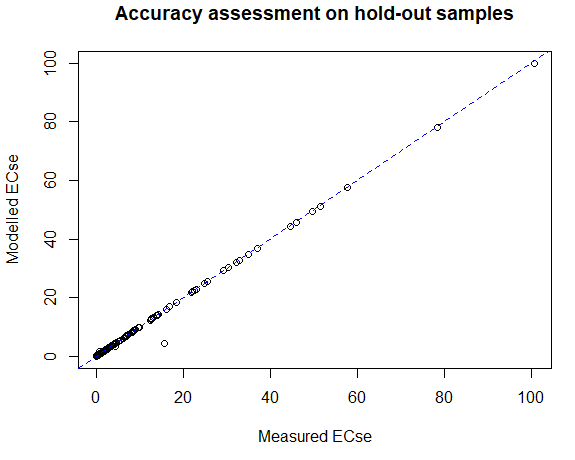 Accuracy assessment on hold-out samples
Modelled ECse
100
80
60
40
20
0
0 20 40 60 80 100
Measured ECse